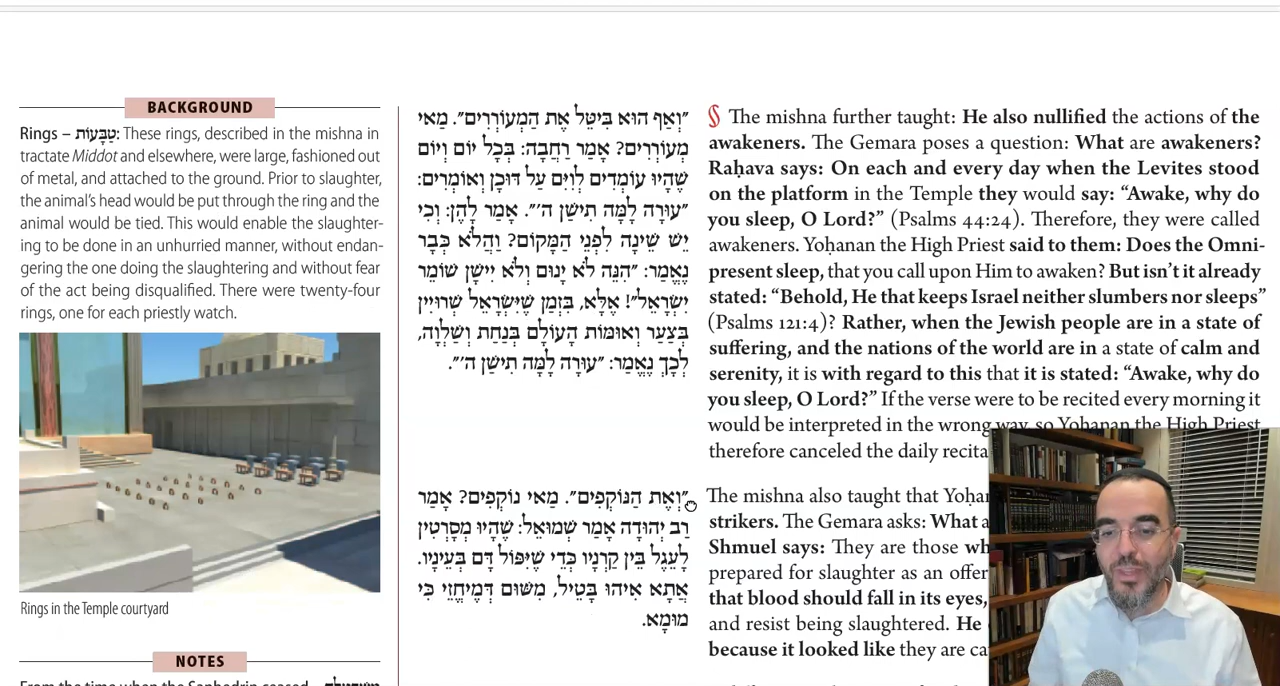 BACKGROUND
Rings – טַבָּעוֹת: These rings, described in the mishna in
tractate Middot and elsewhere, were large, fashioned out
of metal, and attached to the ground. Prior to slaughter,
the animal's head would be put through the ring and the
animal would be tied. This would enable the slaughter-
ing to be done in an unhurried manner, without endan-
gering the one doing the slaughtering and without fear
of the act being disqualified. There were twenty-four
rings, one for each priestly watch.
Rings in the Temple courtyard
NOTES
From the time when the Sanhedrin ceased
״וְאַף הוּא בִּיטֵּל אֶת הַמְעוֹרְרִים״. מַאי
מְעוֹרְרִים? אָמַר רַחֲבָה: בְּכׇל יוֹם וָיוֹם
שֶׁהָיוּ עוֹמְדִים לְוִיִּם עַל דּוּכָן וְאוֹמְרִים:
״עוּרָה לָמָּה תִישַׁן ה׳״. אָמַר לָהֶן: וְכִי
יֵשׁ שֵׁינָה לִפְנֵי הַמָּקוֹם? וַהֲלֹא כְּבָר
נֶאֱמַר: ״הִנֵּה לֹא יָנוּם וְלֹא יִישָׁן שׁוֹמֵר
יִשְׂרָאֵל״! אֶלָּא, בִּזְמַן שֶׁיִּשְׂרָאֵל שְׁרוּיִין
בְּצַעַר וְאוּמּוֹת הָעוֹלָם בְּנַחַת וְשַׁלְוָה,
לְכָךְ נֶאֱמַר: ״עוּרָה לָמָּה תִישַׁן ה׳״.
״וְאֶת הַנּוֹקְפִים״. מַאי נוֹקְפִים? אָמַר
רַב יְהוּדָה אָמַר שְׁמוּאֵל: שֶׁהָיוּ מְסָרְטִין
לָעֵגֶל בֵּין קַרְנָיו כְּדֵי שֶׁיִּפּוֹל דָּם בְּעֵינָיו.
אֲתָא אִיהוּ בַּטֵּיל, מִשּׁוּם דְּמִיחֲזֵי כִּי
מוּמָא.
§ The mishna further taught: He also nullified the actions of the
awakeners. The Gemara poses a question: What are awakeners?
Raḥava says: On each and every day when the Levites stood
on the platform in the Temple they would say: "Awake, why do
you sleep, O Lord?" (Psalms 44:24). Therefore, they were called
awakeners. Yoḥanan the High Priest said to them: Does the Omni-
present sleep, that you call upon Him to awaken? But isn't it already
stated: "Behold, He that keeps Israel neither slumbers nor sleeps"
(Psalms 121:4)? Rather, when the Jewish people are in a state of
suffering, and the nations of the world are in a state of calm and
serenity, it is with regard to this that it is stated: "Awake, why do
you sleep, O Lord?" If the verse were to be recited every morning it
would be interpreted in the wrong way, so Yoḥanan the High Priest
therefore canceled the daily recita
The mishna also taught that Yoḥan
strikers. The Gemara asks: What a
Shmuel says: They are those wh
prepared for slaughter as an offer
that blood should fall in its eyes,
and resist being slaughtered. He
because it looked like they are ca